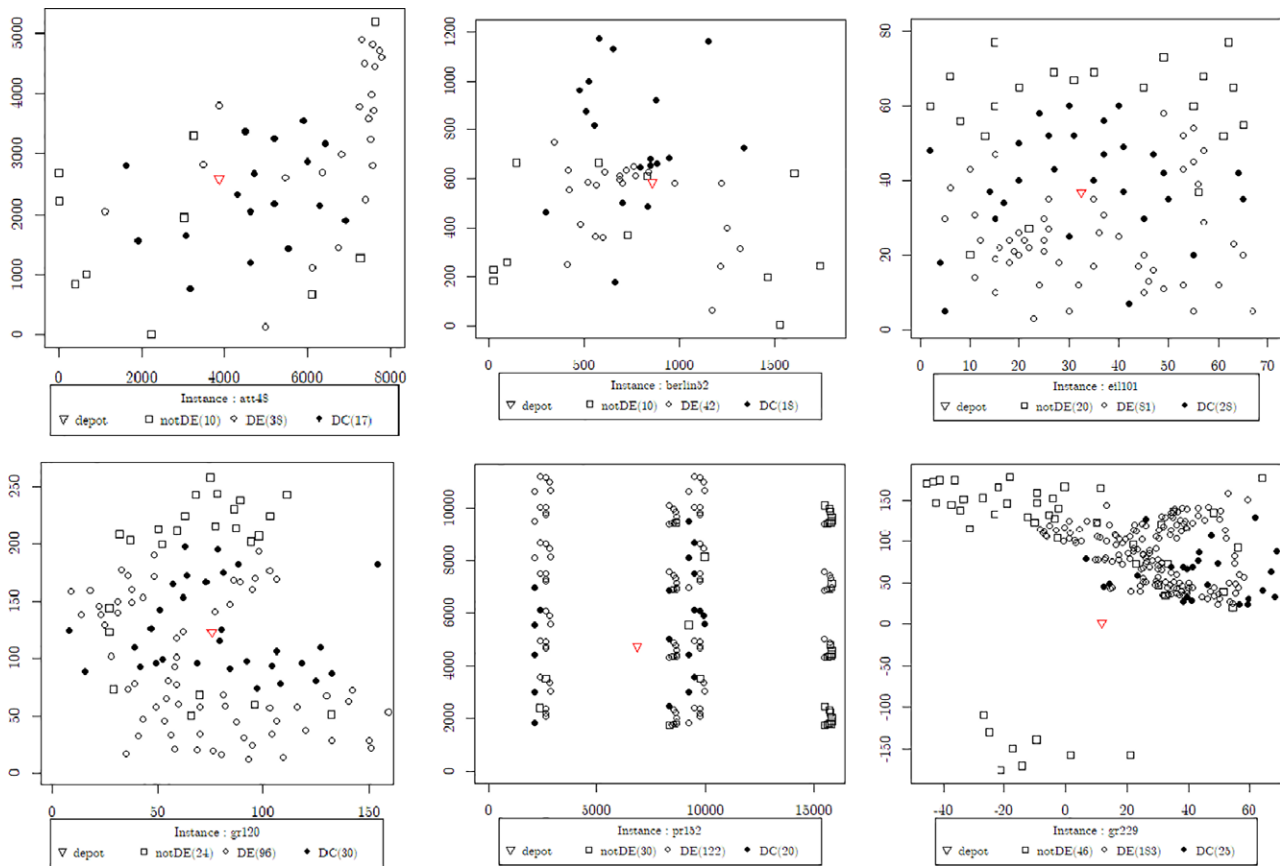 5000
4000
3000
2000
1000
0
0 2000 4000 6000 8000
Instance : att48
depot notDE(10) DE(38) DC(17)
1200
1000
800
600
400
200
0
0 500 1000 1500
Instance : berlin52
depot notDE(10) DE(42) DC(18)
80
60
40
20
0
0 10 20 30 40 50 60 70
Instance : eil101
depot notDE(20) DE(81) DC(28)
250
200
150
100
50
0
0 50 100 150
Instance : gr120
depot notDE(24) DE(96) DC(30)
10000
8000
6000
4000
2000
0
0 5000 10000 15000
Instance : pr152
depot notDE(30) DE(122) DC(20)
150
100
50
0
-50
-100
-150
-40 -20 0 20 40 60
Instance : gr229
depot notDE(46) DE(183) DC(25)